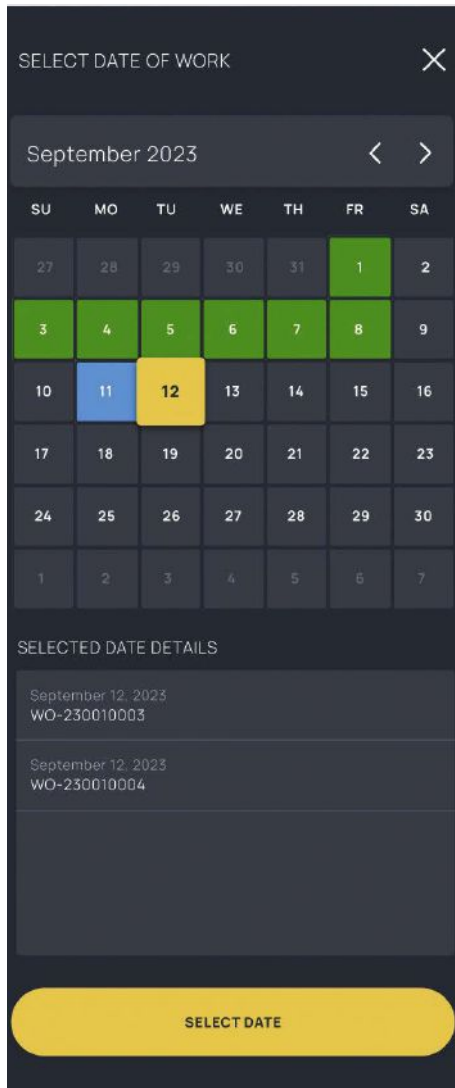 SELECT DATE OF WORK
September 2023
SU MO TU WE TH FR SA
27 28 29 30 31 1 2
3 4 5 6 7 8 9
10 11 12 13 14 15 16
17 18 19 20 21 22 23
24 25 26 27 28 29 30
1 2 3 4 5 6 7
SELECTED DATE DETAILS
September 12, 2023
WO-230010003
September 12, 2023
WO-230010004
SELECT DATE